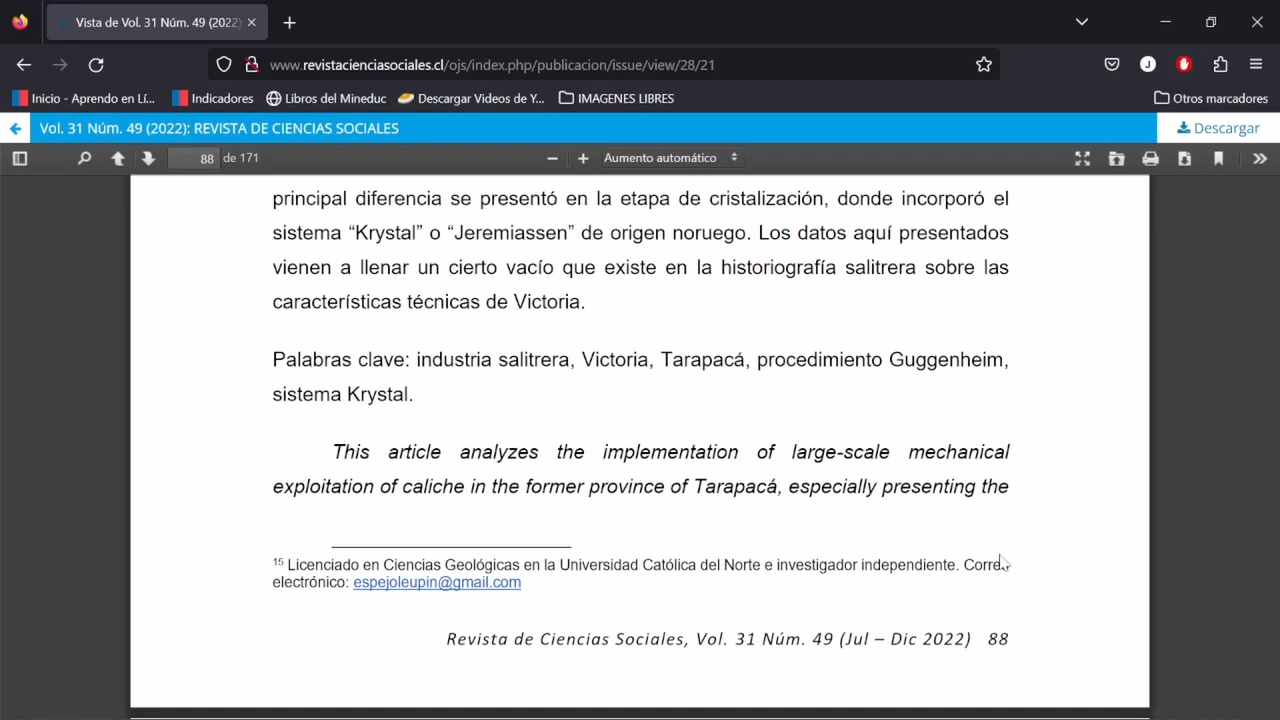 Vista de Vol. 31 Núm. 49 (2022)
www.revistacienciasociales.cl/ojs/index.php/publicacion/issue/view/28/21
Inicio - Aprendo en Lí... Indicadores Libros del Mineduc Descargar Videos de Y... IMAGENES LIBRES Otros marcadores
Vol. 31 Núm. 49 (2022): REVISTA DE CIENCIAS SOCIALES Descargar
88 de 171 Aumento automático
principal diferencia se presentó en la etapa de cristalización, donde incorporó el
sistema “Krystal” o “Jeremiassen” de origen noruego. Los datos aquí presentados
vienen a llenar un cierto vacío que existe en la historiografía salitrera sobre las
características técnicas de Victoria.
Palabras clave: industria salitrera, Victoria, Tarapacá, procedimiento Guggenheim,
sistema Krystal.
This article analyzes the implementation of large-scale mechanical
exploitation of caliche in the former province of Tarapacá, especially presenting the
15 Licenciado en Ciencias Geológicas en la Universidad Católica del Norte e investigador independiente. Correo
electrónico: espejoleupin@gmail.com
Revista de Ciencias Sociales, Vol. 31 Núm. 49 (Jul – Dic 2022) 88